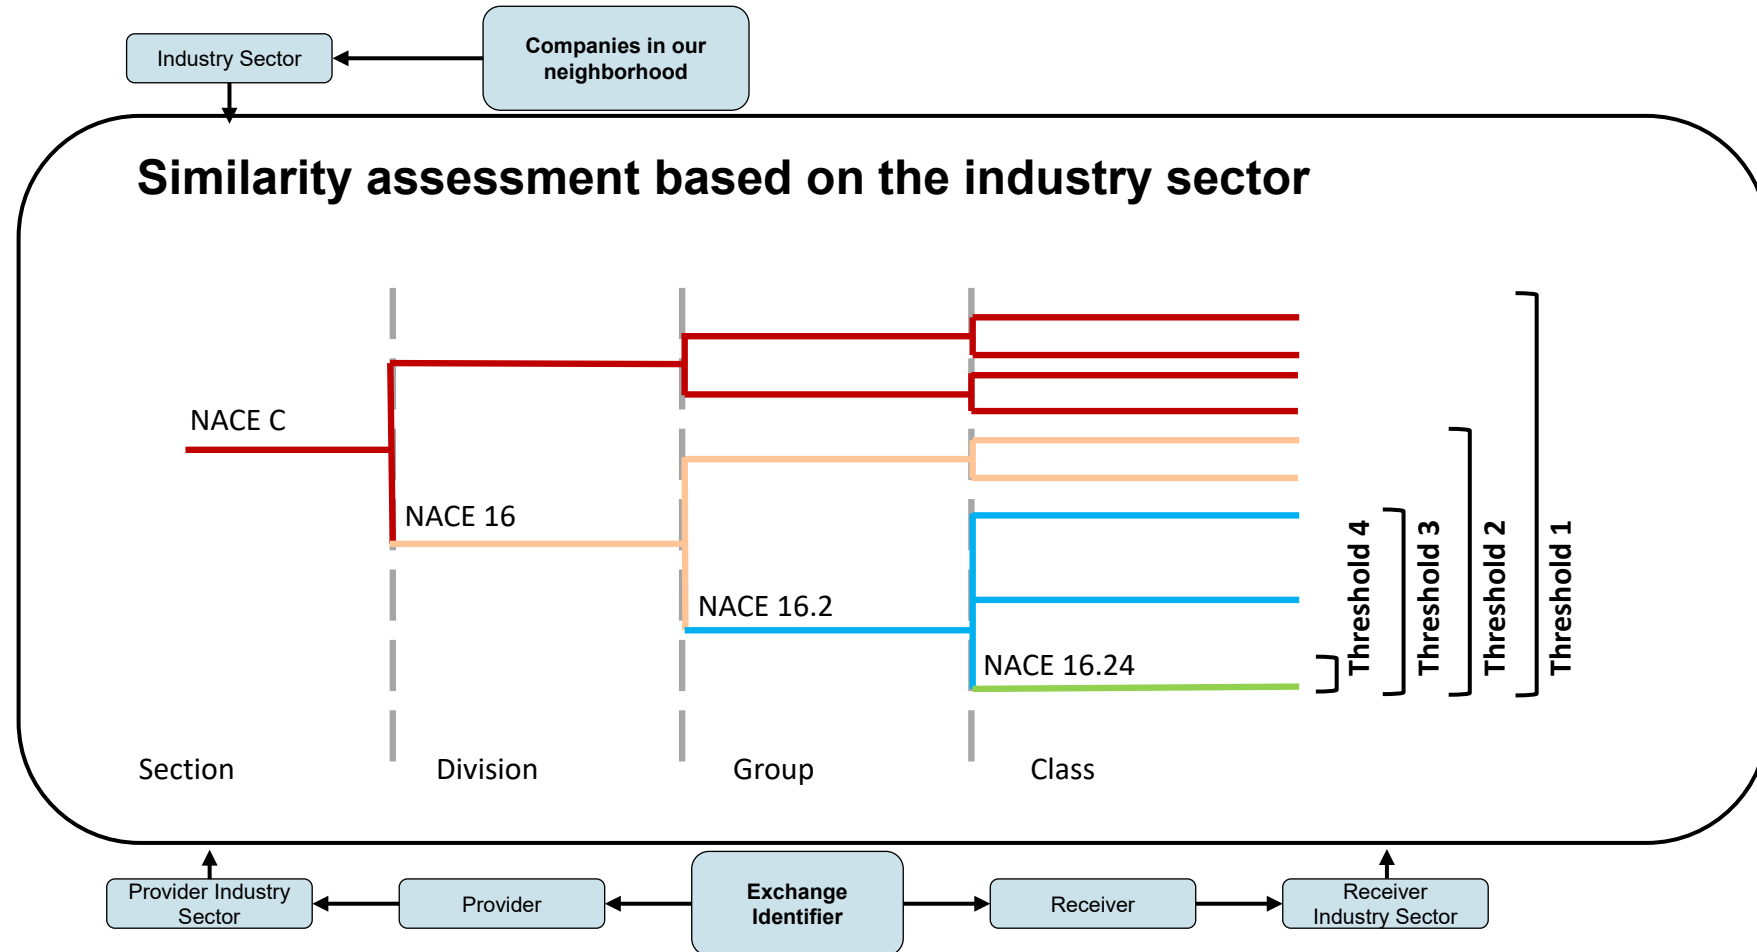 Industry Sector
Companies in our
neighborhood
Similarity assessment based on the industry sector
NACE C
NACE 16
NACE 16.2
NACE 16.24
Threshold 4
Threshold 3
Threshold 2
Threshold 1
Section
Division
Group
Class
Provider Industry
Sector
Provider
Exchange
Identifier
Receiver
Receiver
Industry Sector